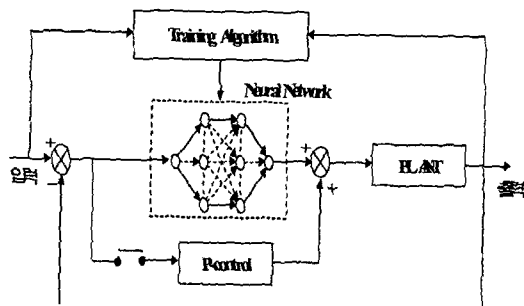 Training Algorithm
Neural Network
+
+
−
+
PLANT
P-control